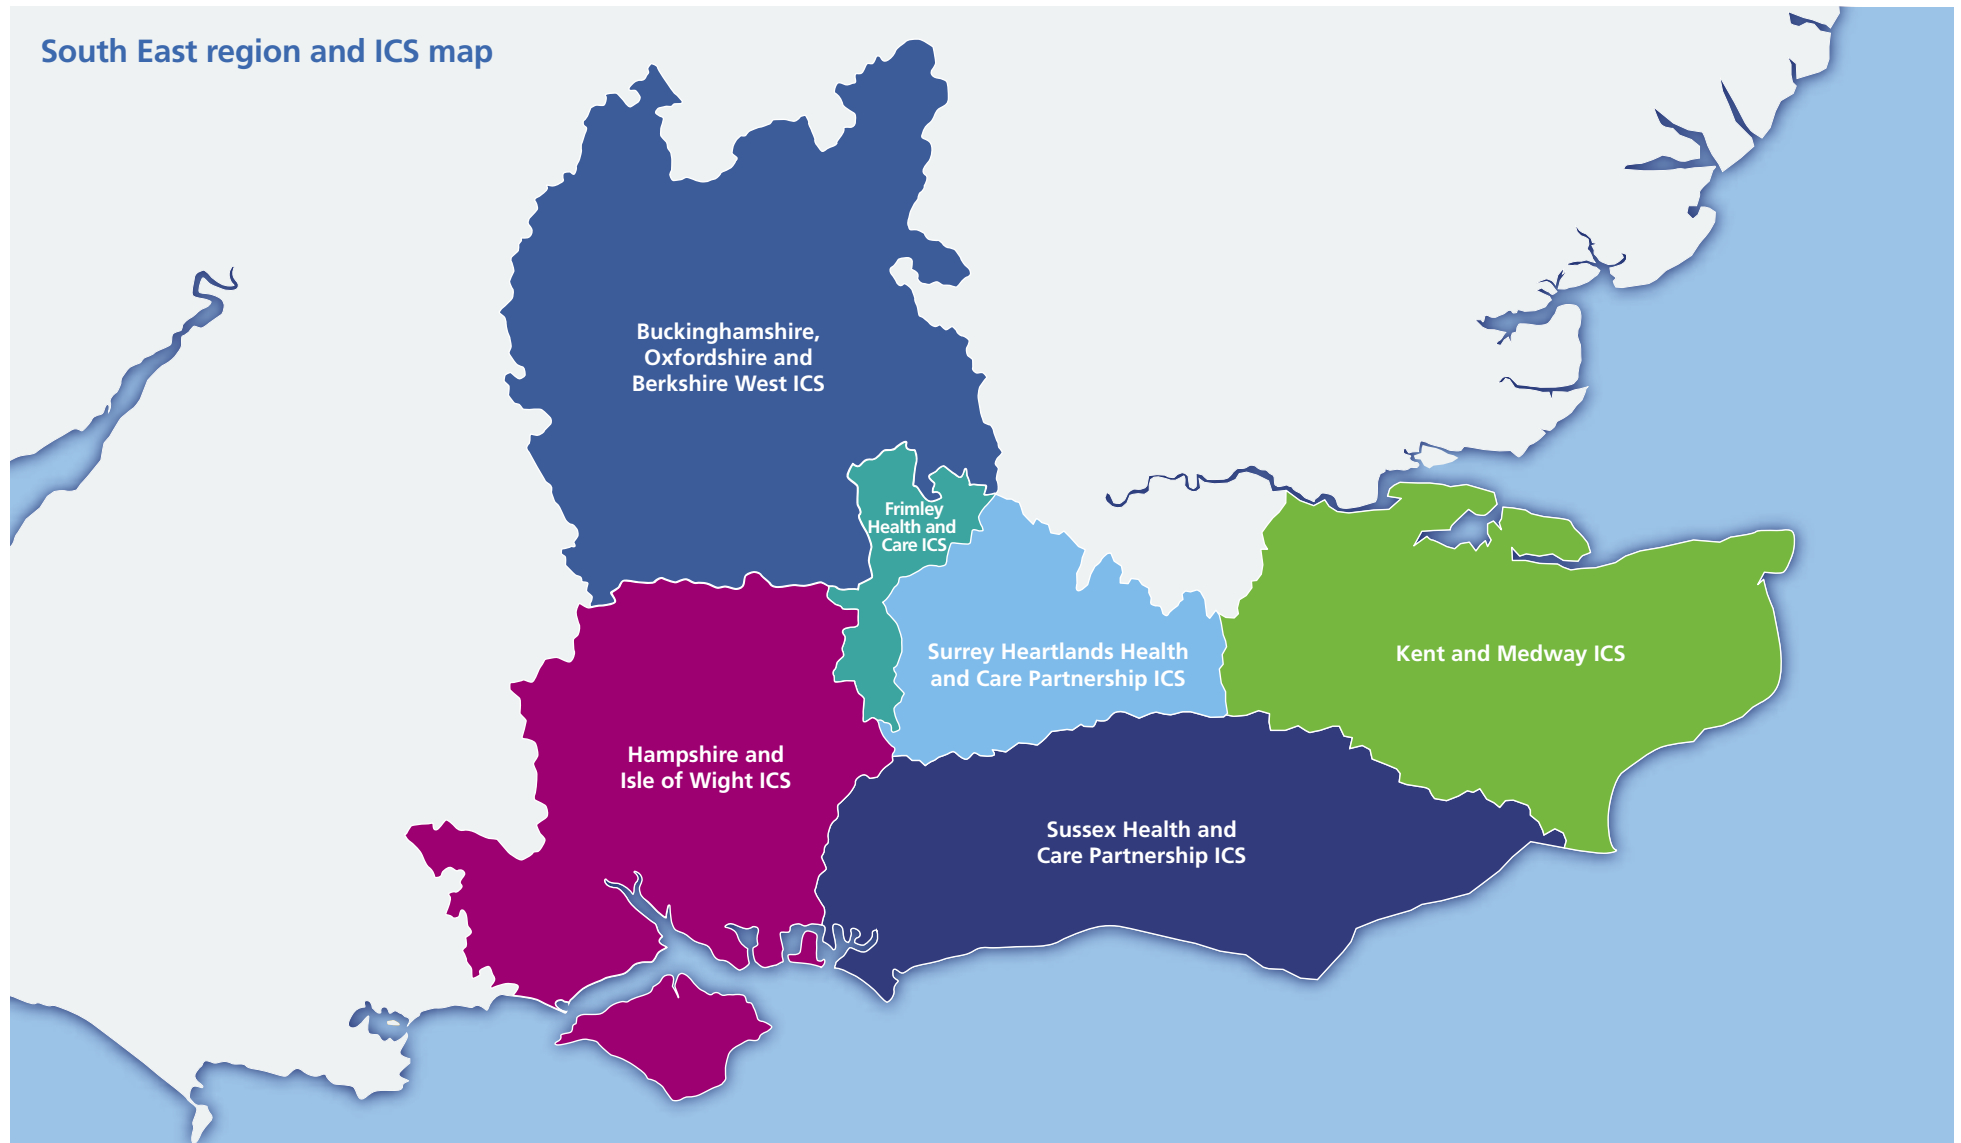 South East region and ICS map
Buckinghamshire,
Oxfordshire and
Berkshire West ICS
Frimley
Health and
Care ICS
Surrey Heartlands Health
and Care Partnership ICS
Kent and Medway ICS
Hampshire and
Isle of Wight ICS
Sussex Health and
Care Partnership ICS